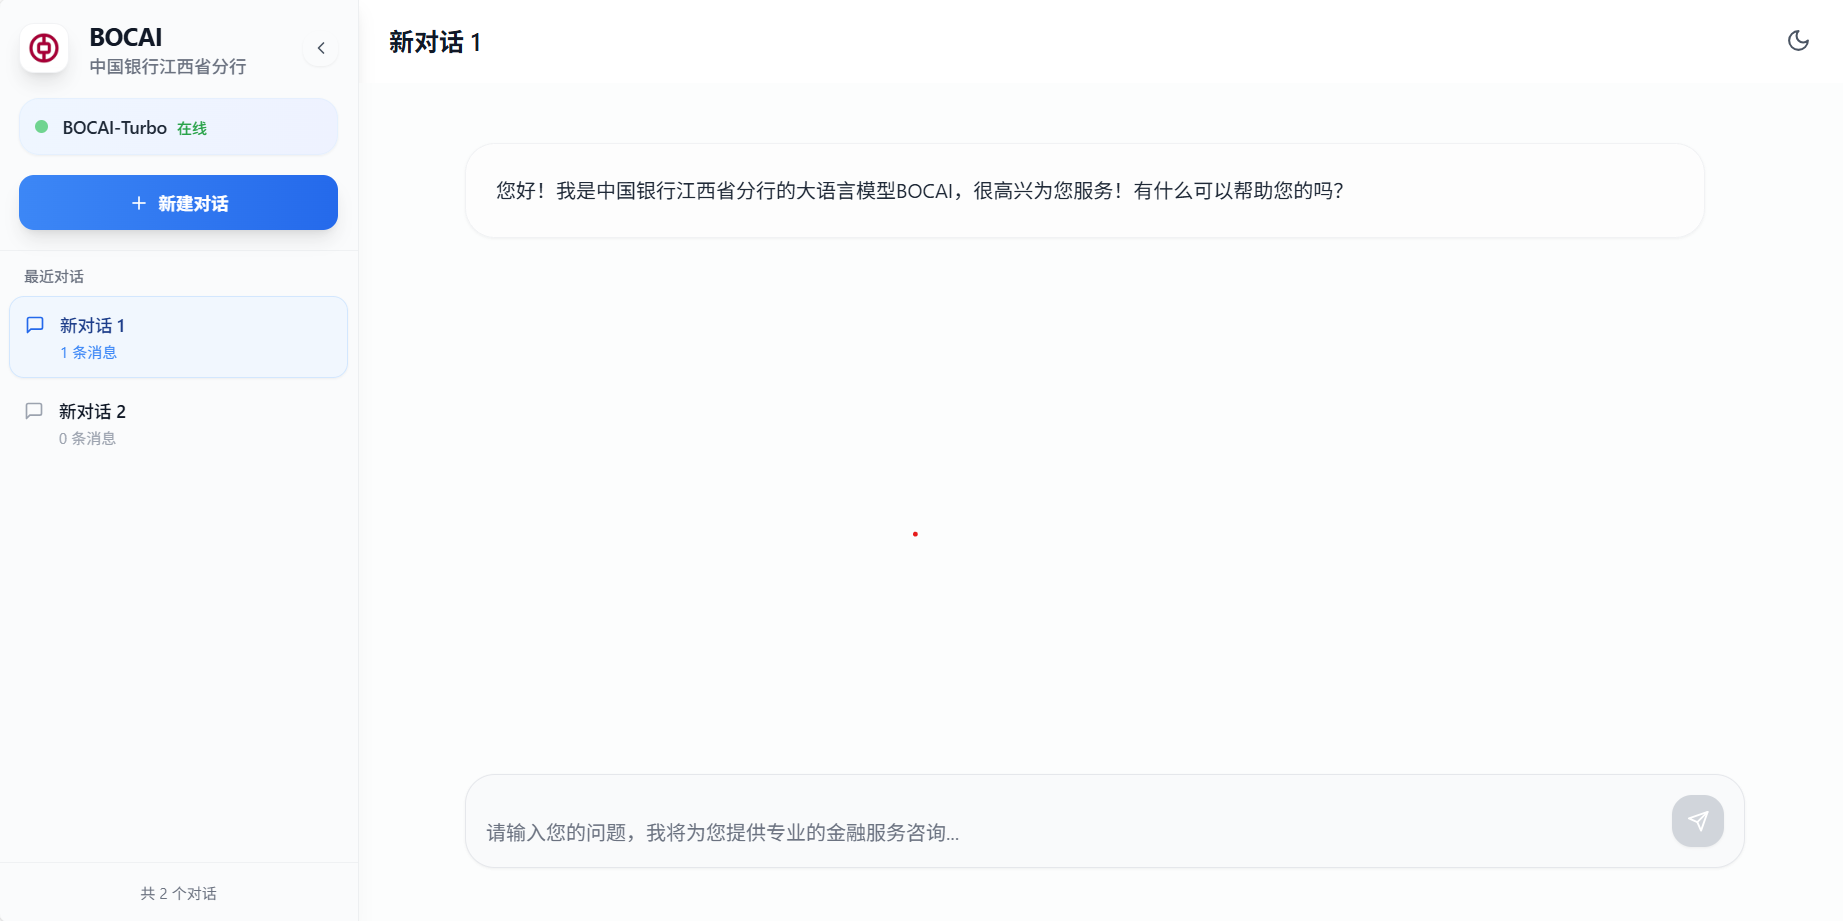 BOCAI
中国银行江西省分行
BOCAI-Turbo 在线
新建对话
最近对话
新对话 1
1 条消息
新对话 2
0 条消息
共 2 个对话
新对话 1
您好！我是中国银行江西省分行的大语言模型BOCAI，很高兴为您服务！有什么可以帮助您的吗？
请输入您的问题，我将为您提供专业的金融服务咨询...